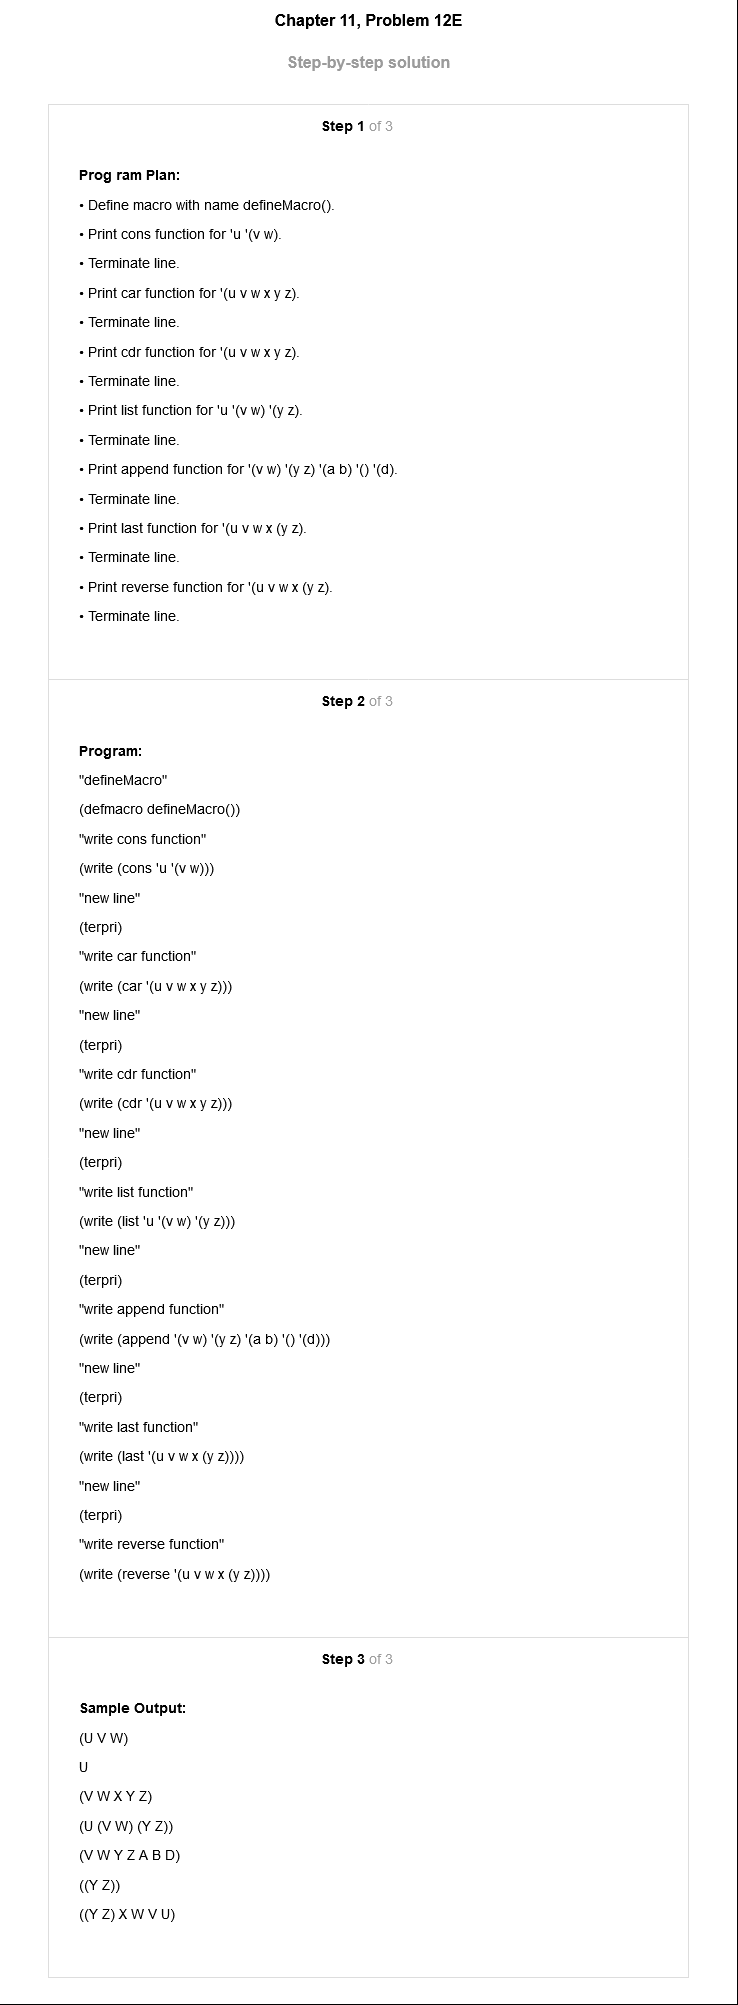 Chapter 11, Problem 12E
Step-by-step solution
Step 1 of 3
Prog ram Plan:
• Define macro with name defineMacro().
• Print cons function for 'u '(v w).
• Terminate line.
• Print car function for '(u v w x y z).
• Terminate line.
• Print cdr function for '(u v w x y z).
• Terminate line.
• Print list function for 'u '(v w) '(y z).
• Terminate line.
• Print append function for '(v w) '(y z) '(a b) '() '(d).
• Terminate line.
• Print last function for '(u v w x (y z).
• Terminate line.
• Print reverse function for '(u v w x (y z).
• Terminate line.
Step 2 of 3
Program:
"defineMacro"
(defmacro defineMacro())
"write cons function"
(write (cons 'u '(v w)))
"new line"
(terpri)
"write car function"
(write (car '(u v w x y z)))
"new line"
(terpri)
"write cdr function"
(write (cdr '(u v w x y z)))
"new line"
(terpri)
"write list function"
(write (list 'u '(v w) '(y z)))
"new line"
(terpri)
"write append function"
(write (append '(v w) '(y z) '(a b) '() '(d)))
"new line"
(terpri)
"write last function"
(write (last '(u v w x (y z))))
"new line"
(terpri)
"write reverse function"
(write (reverse '(u v w x (y z))))
Step 3 of 3
Sample Output:
(U V W)
U
(V W X Y Z)
(U (V W) (Y Z))
(V W Y Z A B D)
((Y Z))
((Y Z) X W V U)